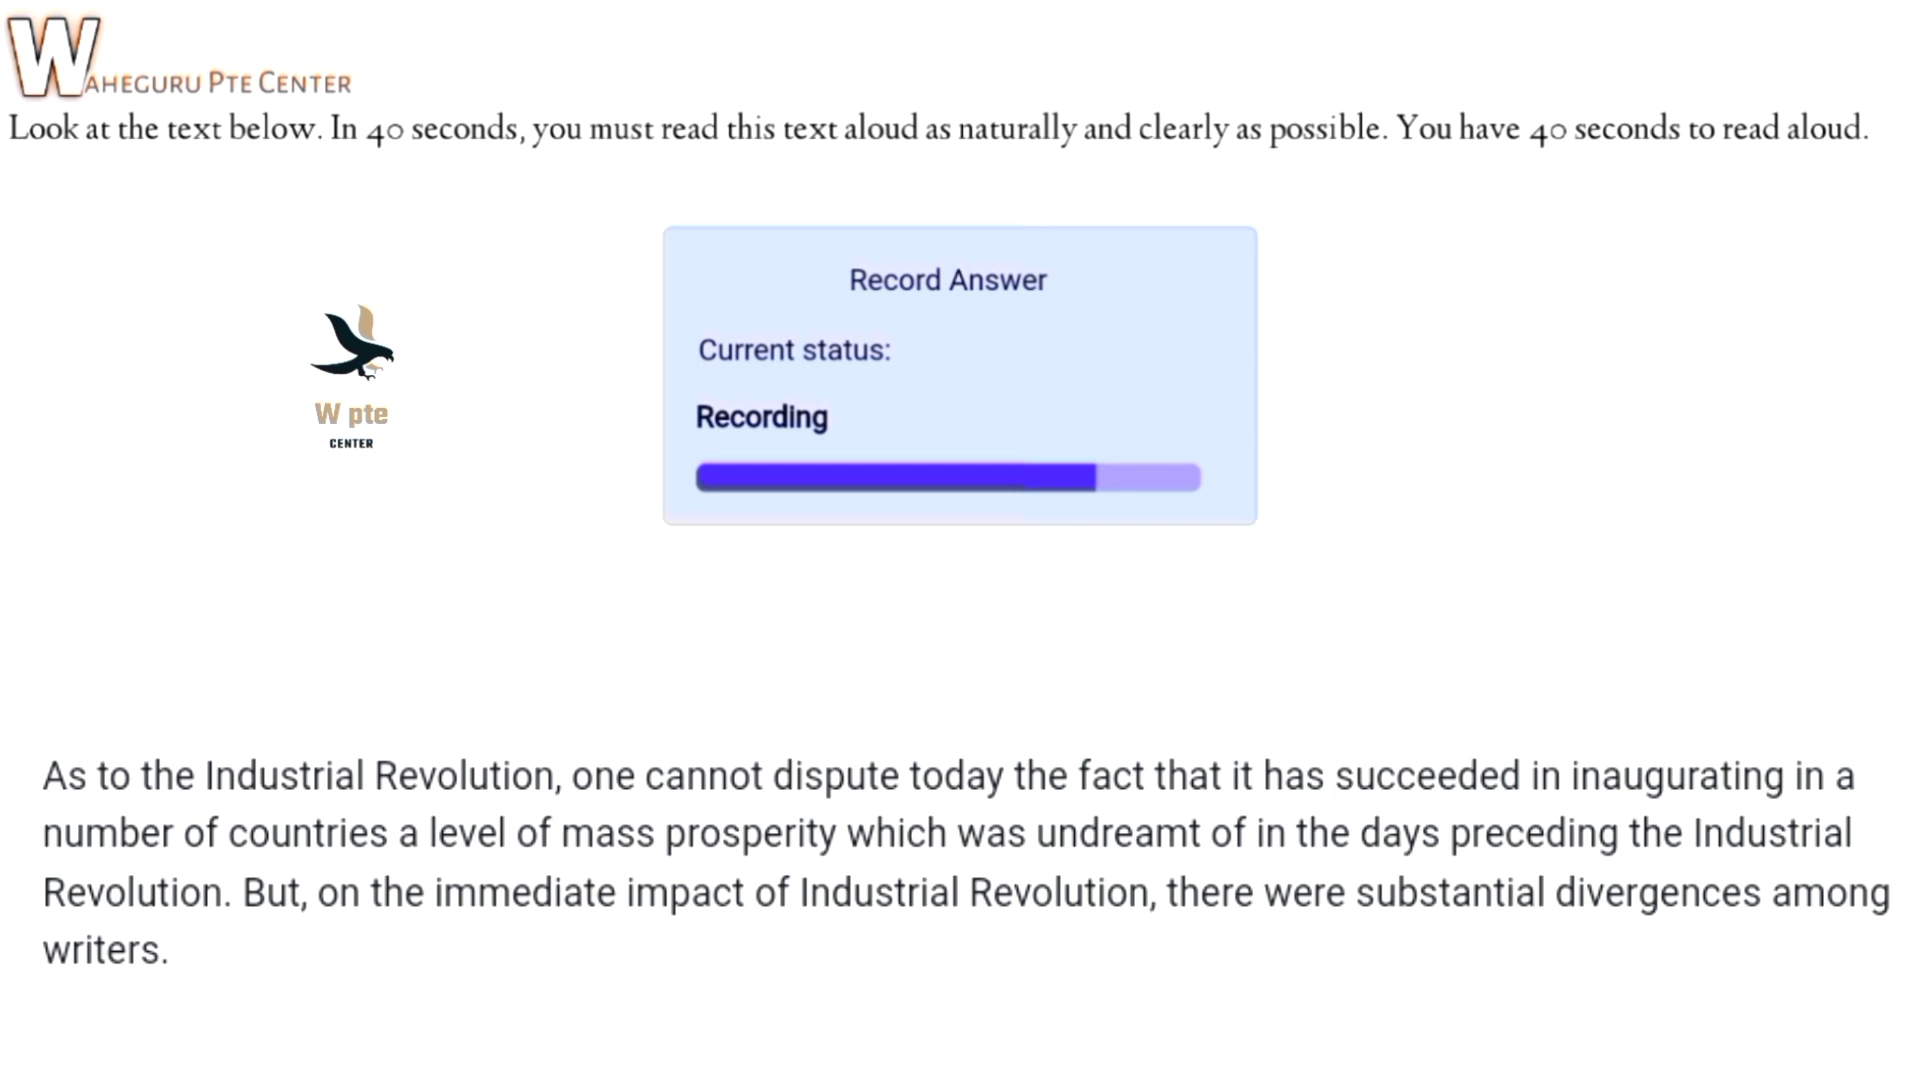 WAHEGURU PTE CENTER
Look at the text below. In 40 seconds, you must read this text aloud as naturally and clearly as possible. You have 40 seconds to read aloud.
Record Answer
Current status:
W pte
CENTER
Recording
As to the Industrial Revolution, one cannot dispute today the fact that it has succeeded in inaugurating in a
number of countries a level of mass prosperity which was undreamt of in the days preceding the Industrial
Revolution. But, on the immediate impact of Industrial Revolution, there were substantial divergences among
writers.